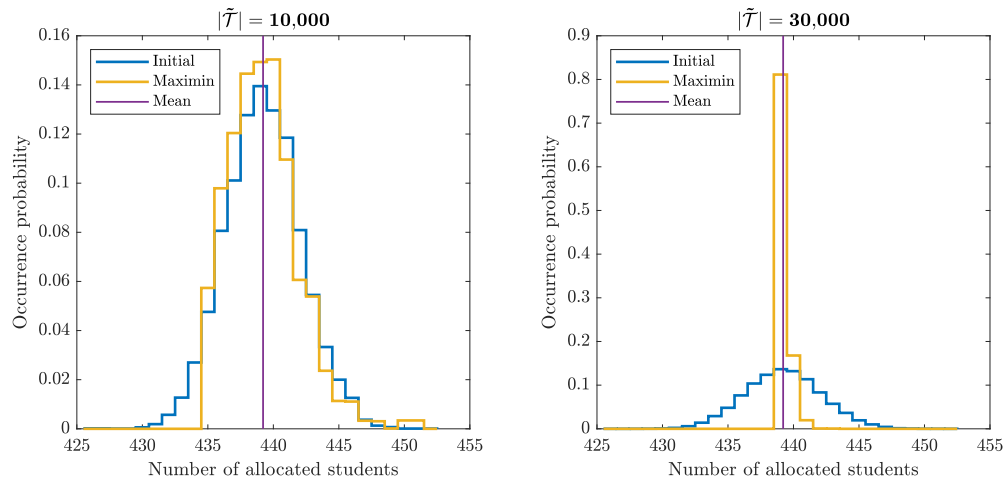 |𝒯̃| = 10,000
0.16
0.14
0.12
0.1
0.08
0.06
0.04
0.02
0
Occurrence probability
Initial
Maximin
Mean
425 430 435 440 445 450 455
Number of allocated students
|𝒯̃| = 30,000
0.9
0.8
0.7
0.6
0.5
0.4
0.3
0.2
0.1
0
Occurrence probability
Initial
Maximin
Mean
425 430 435 440 445 450 455
Number of allocated students